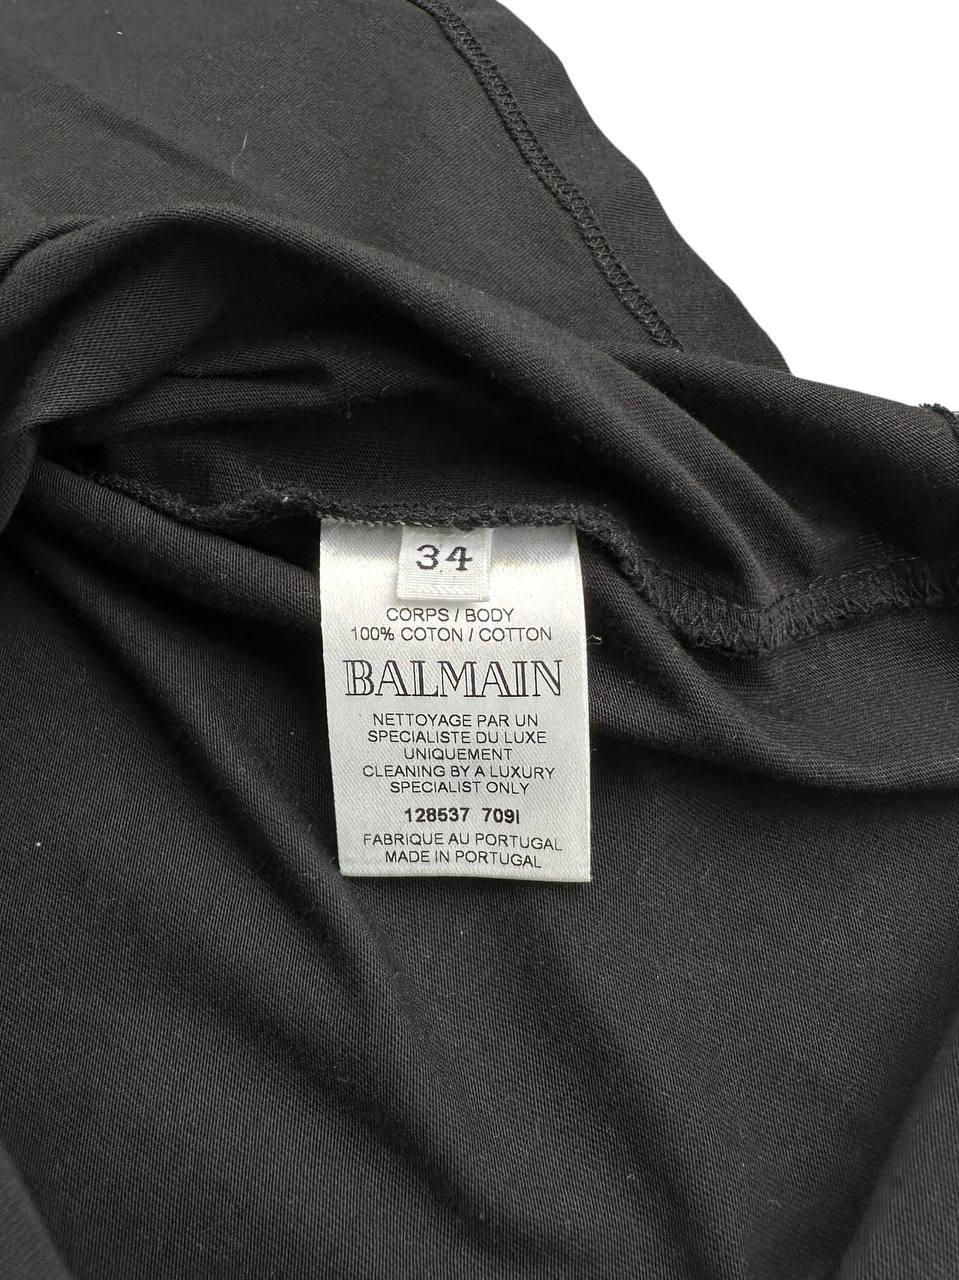 34
CORPS / BODY
100% COTON / COTTON
BALMAIN
NETTOYAGE PAR UN
SPECIALISTE DU LUXE
UNIQUEMENT
CLEANING BY A LUXURY
SPECIALIST ONLY
128537 709I
FABRIQUE AU PORTUGAL
MADE IN PORTUGAL